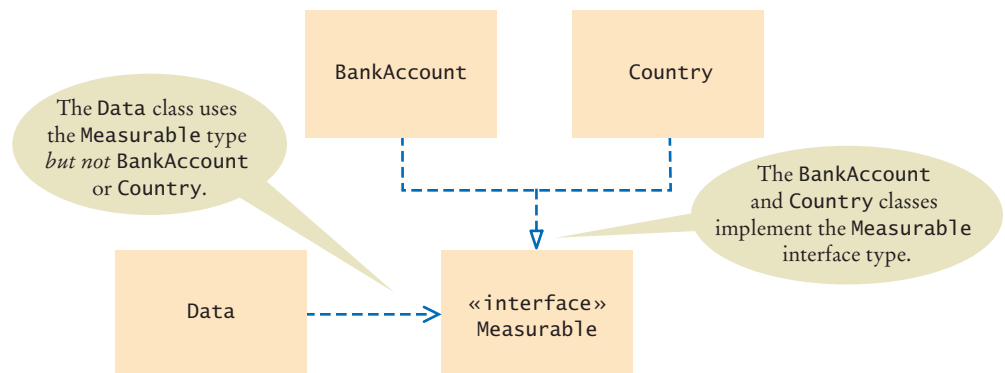 BankAccount
Country
The Data class uses
the Measurable type
but not BankAccount
or Country.
The BankAccount
and Country classes
implement the Measurable
interface type.
Data
«interface»
Measurable